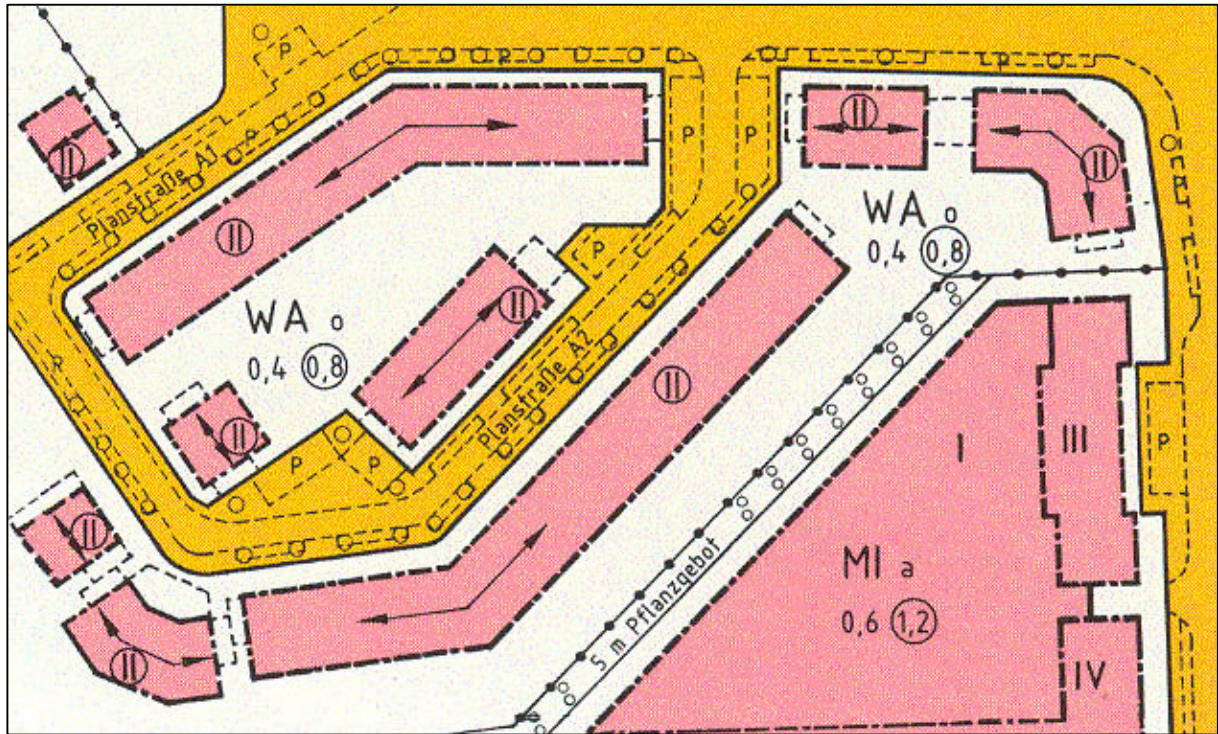 P
P
P
P
P
II
II
II
II
Planstraße A1
P
P
P
II
WA o
0,4 0,8
P
II
WA o
0,4 0,8
Planstraße A2
II
P
II
P
P
I
III
P
II
5 m Pflanzgebot
MI a
0,6 1,2
II
IV